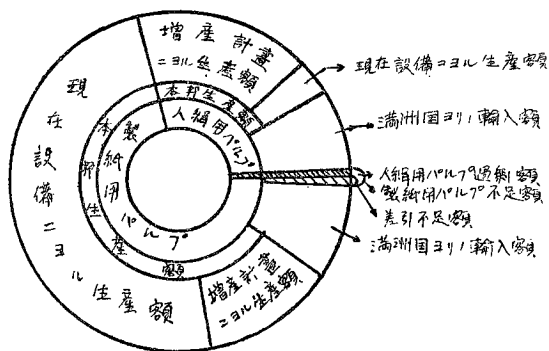 増産計畫
ニヨル生産額
本邦生産額
人絹用パルプ
現在設備ニヨル生産額
本邦生産額
製紙用パルプ
増産計畫
ニヨル生産額
現在設備ニヨル生産額
満洲国ヨリノ輸入額
人絹用パルプ過剰額
製紙用パルプ不足額
差引不足額
満洲国ヨリノ輸入額